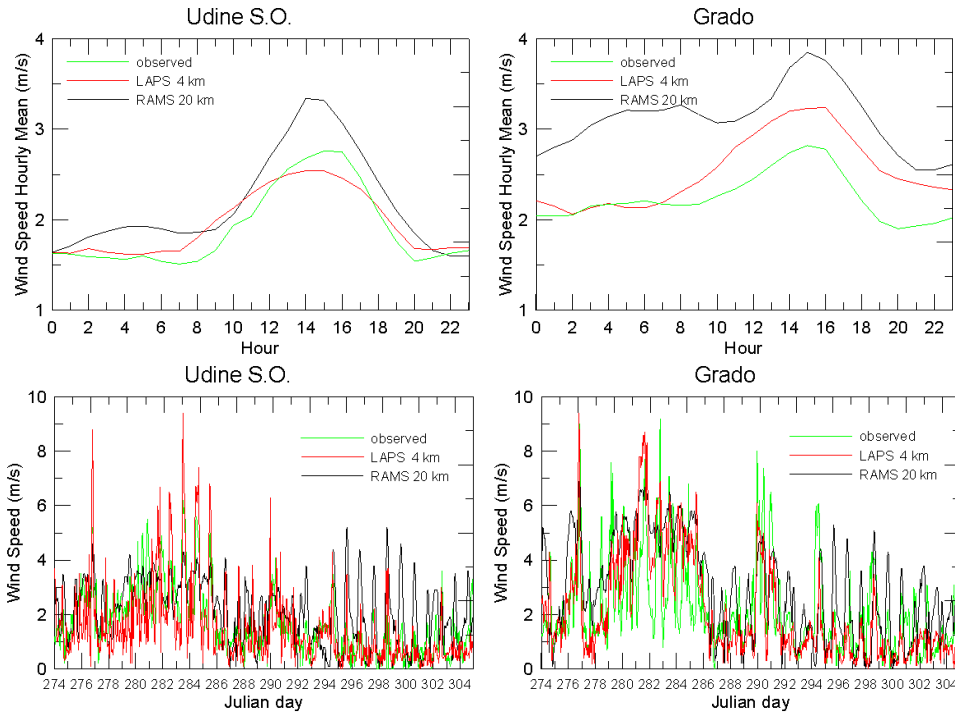 Udine S.O.
Grado
Wind Speed Hourly Mean (m/s)
4
3
2
1
observed
LAPS 4 km
RAMS 20 km
0 2 4 6 8 10 12 14 16 18 20 22
Hour
Wind Speed Hourly Mean (m/s)
4
3
2
1
observed
LAPS 4 km
RAMS 20 km
0 2 4 6 8 10 12 14 16 18 20 22
Hour
Udine S.O.
Grado
Wind Speed (m/s)
10
8
6
4
2
0
observed
LAPS 4 km
RAMS 20 km
274 276 278 280 282 284 286 288 290 292 294 296 298 300 302 304
Julian day
Wind Speed (m/s)
10
8
6
4
2
0
observed
LAPS 4 km
RAMS 20 km
274 276 278 280 282 284 286 288 290 292 294 296 298 300 302 304
Julian day